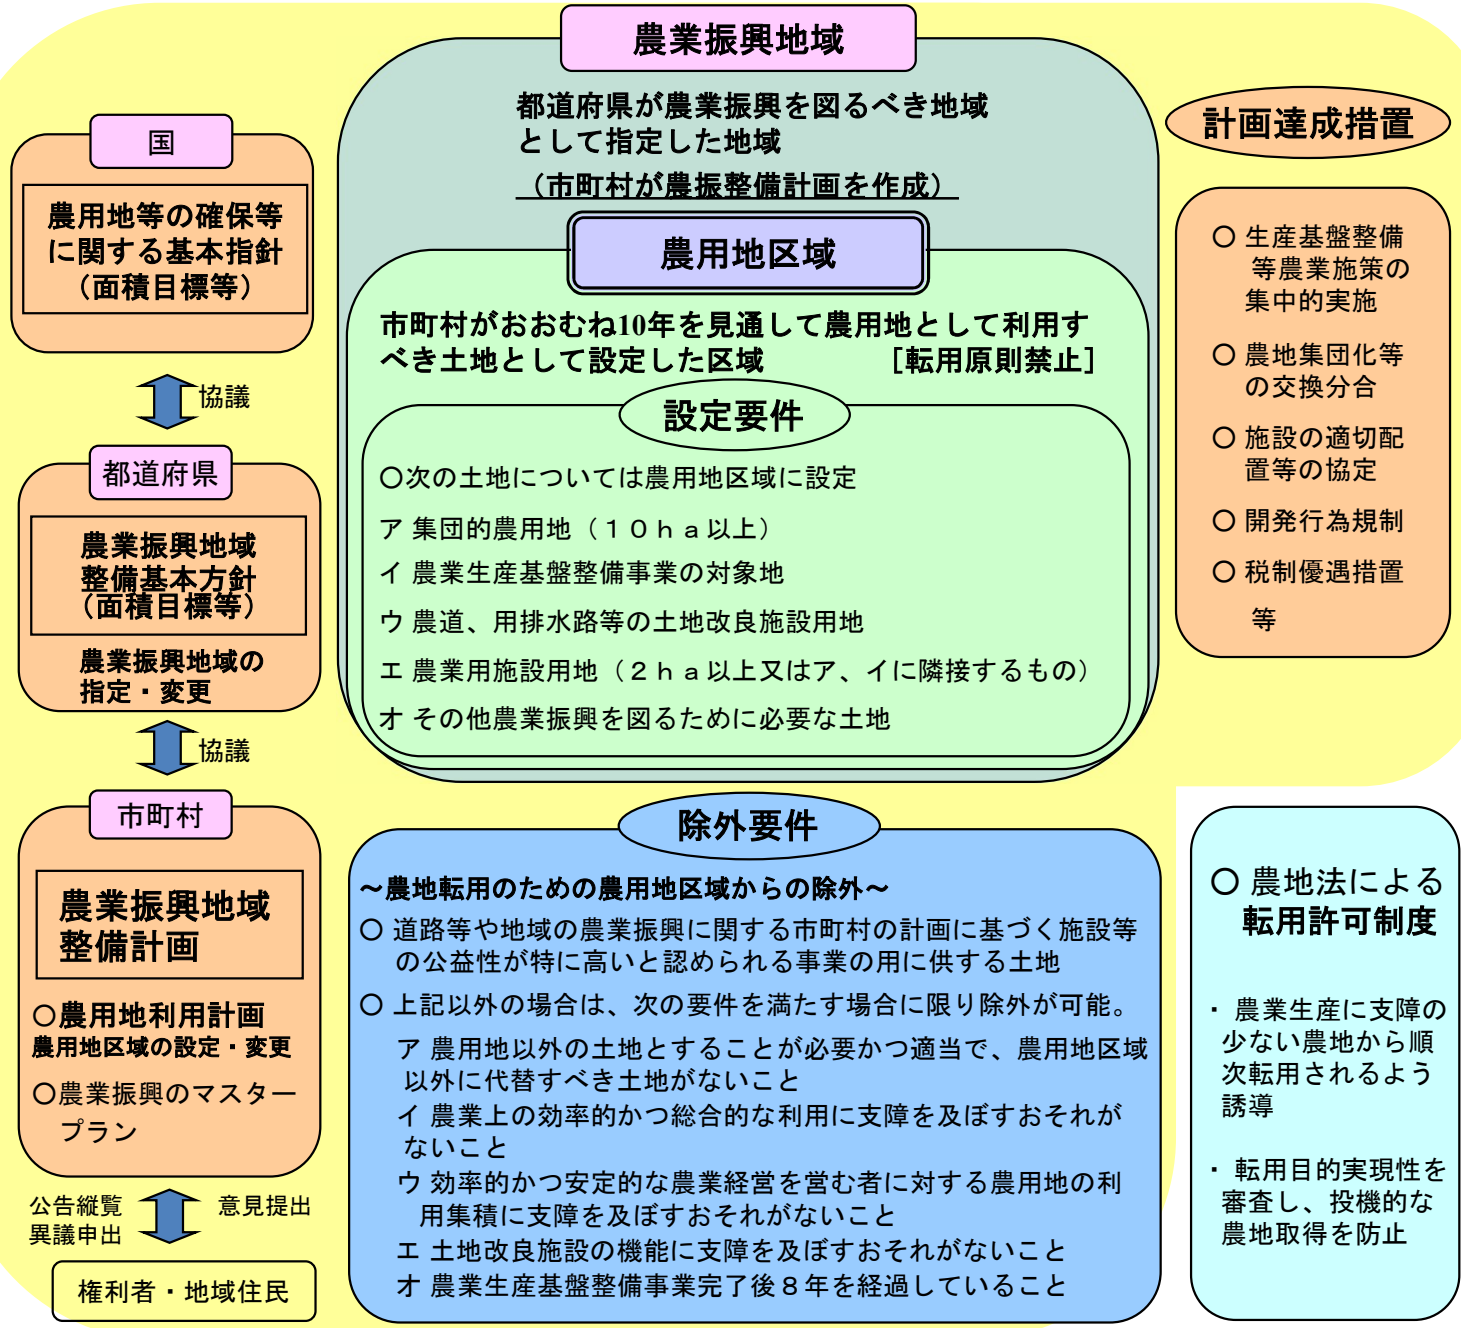 農業振興地域
都道府県が農業振興を図るべき地域
として指定した地域
（市町村が農振整備計画を作成）
農用地区域
市町村がおおむね10年を見通して農用地として利用す
べき土地として設定した区域　［転用原則禁止］
設定要件
〇次の土地については農用地区域に設定
ア 集団的農用地（１０ｈａ以上）
イ 農業生産基盤整備事業の対象地
ウ 農道、用排水路等の土地改良施設用地
エ 農業用施設用地（２ｈａ以上又はア、イに隣接するもの）
オ その他農業振興を図るために必要な土地
国
農用地等の確保等
に関する基本指針
（面積目標等）
協議
都道府県
農業振興地域
整備基本方針
（面積目標等）
農業振興地域の
指定・変更
協議
市町村
農業振興地域
整備計画
〇農用地利用計画
農用地区域の設定・変更
〇農業振興のマスター
プラン
公告縦覧
異議申出
意見提出
権利者・地域住民
除外要件
～農地転用のための農用地区域からの除外～
〇 道路等や地域の農業振興に関する市町村の計画に基づく施設等
の公益性が特に高いと認められる事業の用に供する土地
〇 上記以外の場合は、次の要件を満たす場合に限り除外が可能。
ア 農用地以外の土地とすることが必要かつ適当で、農用地区域
以外に代替すべき土地がないこと
イ 農業上の効率的かつ総合的な利用に支障を及ぼすおそれが
ないこと
ウ 効率的かつ安定的な農業経営を営む者に対する農用地の利
用集積に支障を及ぼすおそれがないこと
エ 土地改良施設の機能に支障を及ぼすおそれがないこと
オ 農業生産基盤整備事業完了後８年を経過していること
計画達成措置
〇 生産基盤整備
等農業施策の
集中的実施
〇 農地集団化等
の交換分合
〇 施設の適切配
置等の協定
〇 開発行為規制
〇 税制優遇措置
等
〇 農地法による
転用許可制度
・ 農業生産に支障の
少ない農地から順
次転用されるよう
誘導
・ 転用目的実現性を
審査し、投機的な
農地取得を防止